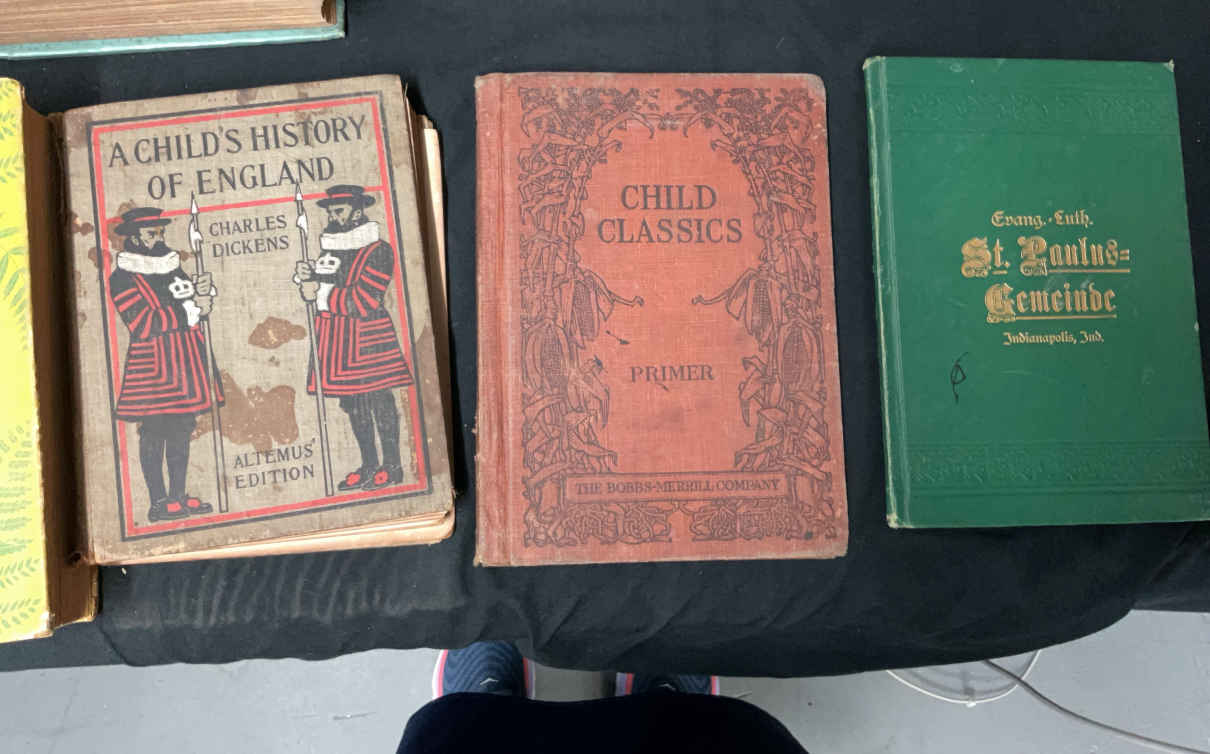 A CHILD'S HISTORY
OF ENGLAND
CHARLES
DICKENS
ALTEMUS'
EDITION
CHILD
CLASSICS
PRIMER
THE BOBBS-MERRILL COMPANY
Evang.-Luth.
St. Paulus=
Gemeinde
Indianapolis, Ind.